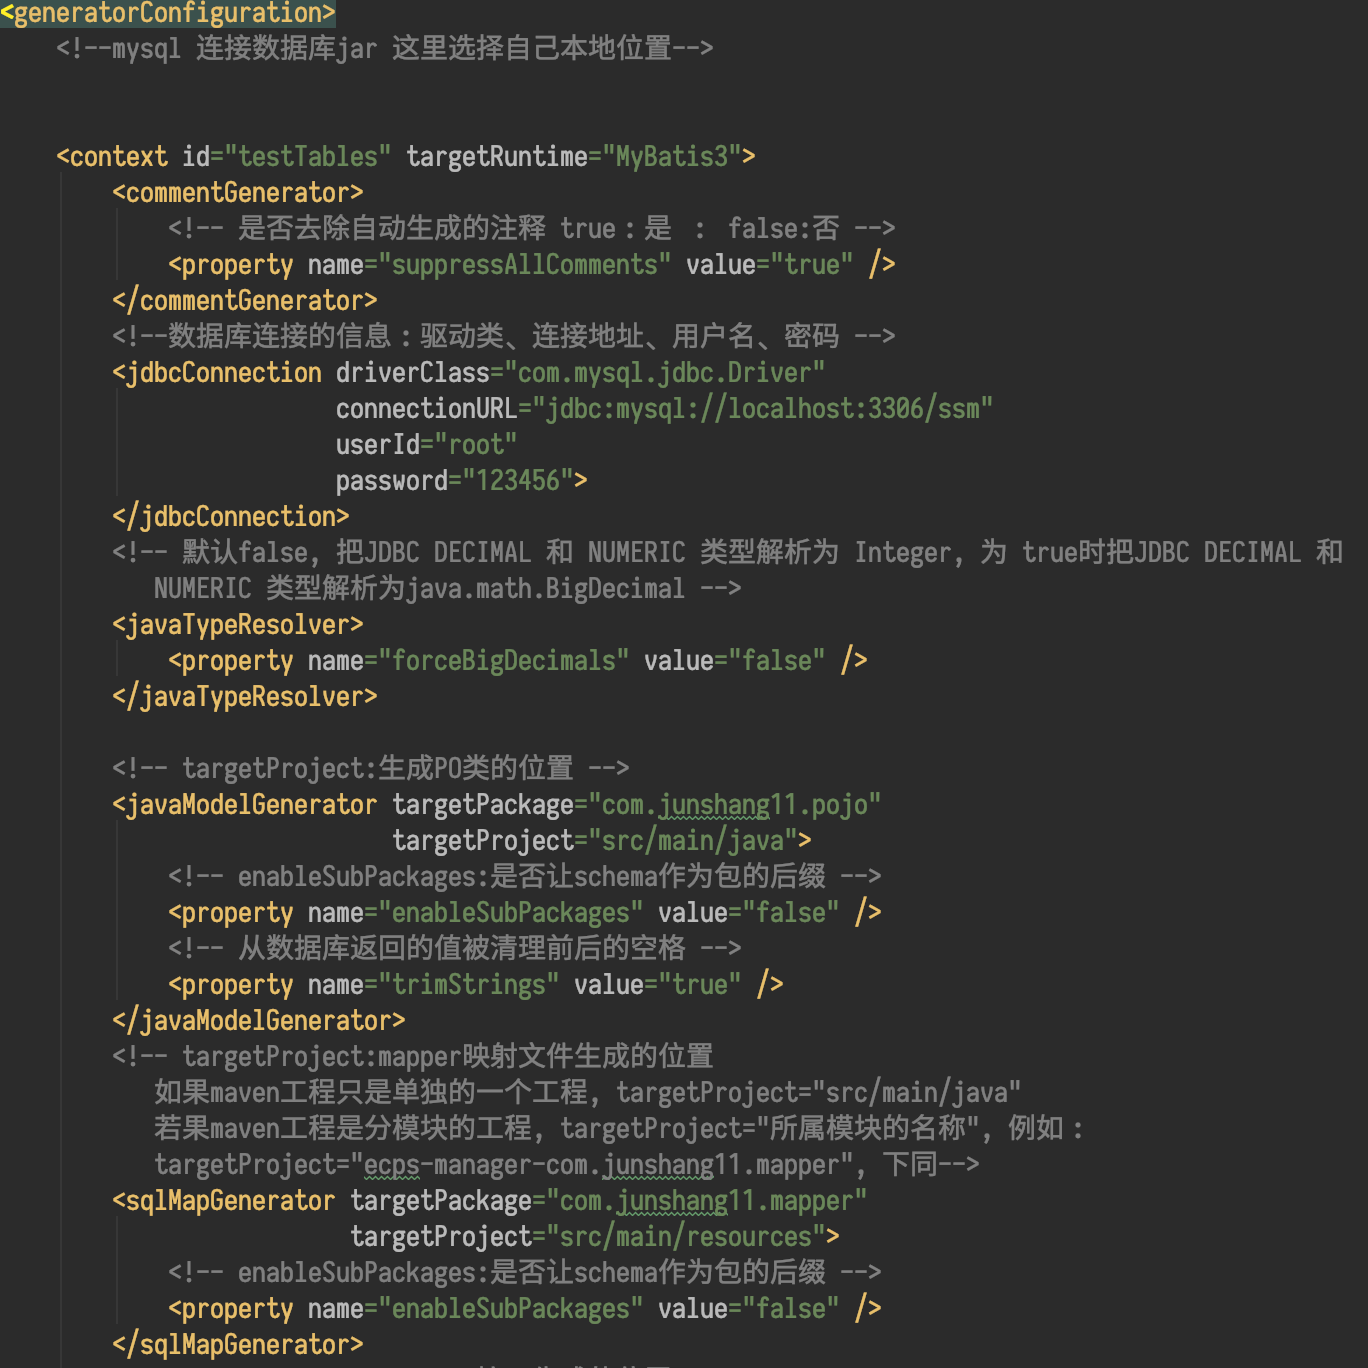 <generatorConfiguration>
<!--mysql 连接数据库jar 这里选择自己本地位置-->
<context id="testTables" targetRuntime="MyBatis3">
<commentGenerator>
<!-- 是否去除自动生成的注释 true：是 ： false:否 -->
<property name="suppressAllComments" value="true" />
</commentGenerator>
<!--数据库连接的信息：驱动类、连接地址、用户名、密码 -->
<jdbcConnection driverClass="com.mysql.jdbc.Driver"
connectionURL="jdbc:mysql://localhost:3306/ssm"
userId="root"
password="123456">
</jdbcConnection>
<!-- 默认false, 把JDBC DECIMAL 和 NUMERIC 类型解析为 Integer, 为 true时把JDBC DECIMAL 和
NUMERIC 类型解析为java.math.BigDecimal -->
<javaTypeResolver>
<property name="forceBigDecimals" value="false" />
</javaTypeResolver>
<!-- targetProject:生成PO类的位置 -->
<javaModelGenerator targetPackage="com.junshang11.pojo"
targetProject="src/main/java">
<!-- enableSubPackages:是否让schema作为包的后缀 -->
<property name="enableSubPackages" value="false" />
<!-- 从数据库返回的值被清理前后的空格 -->
<property name="trimStrings" value="true" />
</javaModelGenerator>
<!-- targetProject:mapper映射文件生成的位置
如果maven工程只是单独的一个工程, targetProject="src/main/java"
若果maven工程是分模块的工程, targetProject="所属模块的名称", 例如：
targetProject="ecps-manager-com.junshang11.mapper", 下同-->
<sqlMapGenerator targetPackage="com.junshang11.mapper"
targetProject="src/main/resources">
<!-- enableSubPackages:是否让schema作为包的后缀 -->
<property name="enableSubPackages" value="false" />
</sqlMapGenerator>